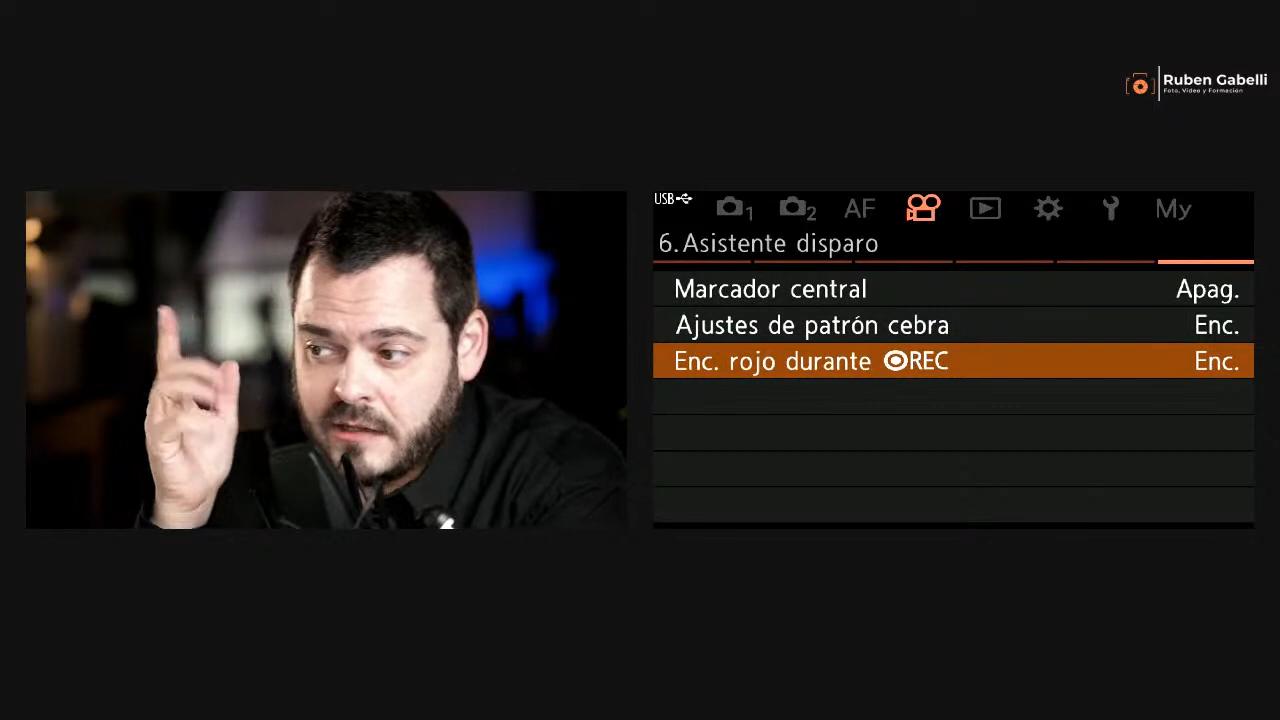 Ruben Gabelli
Foto, Video y Formación
USB
1 2 AF My
6. Asistente disparo
Marcador central Apag.
Ajustes de patrón cebra Enc.
Enc. rojo durante REC Enc.